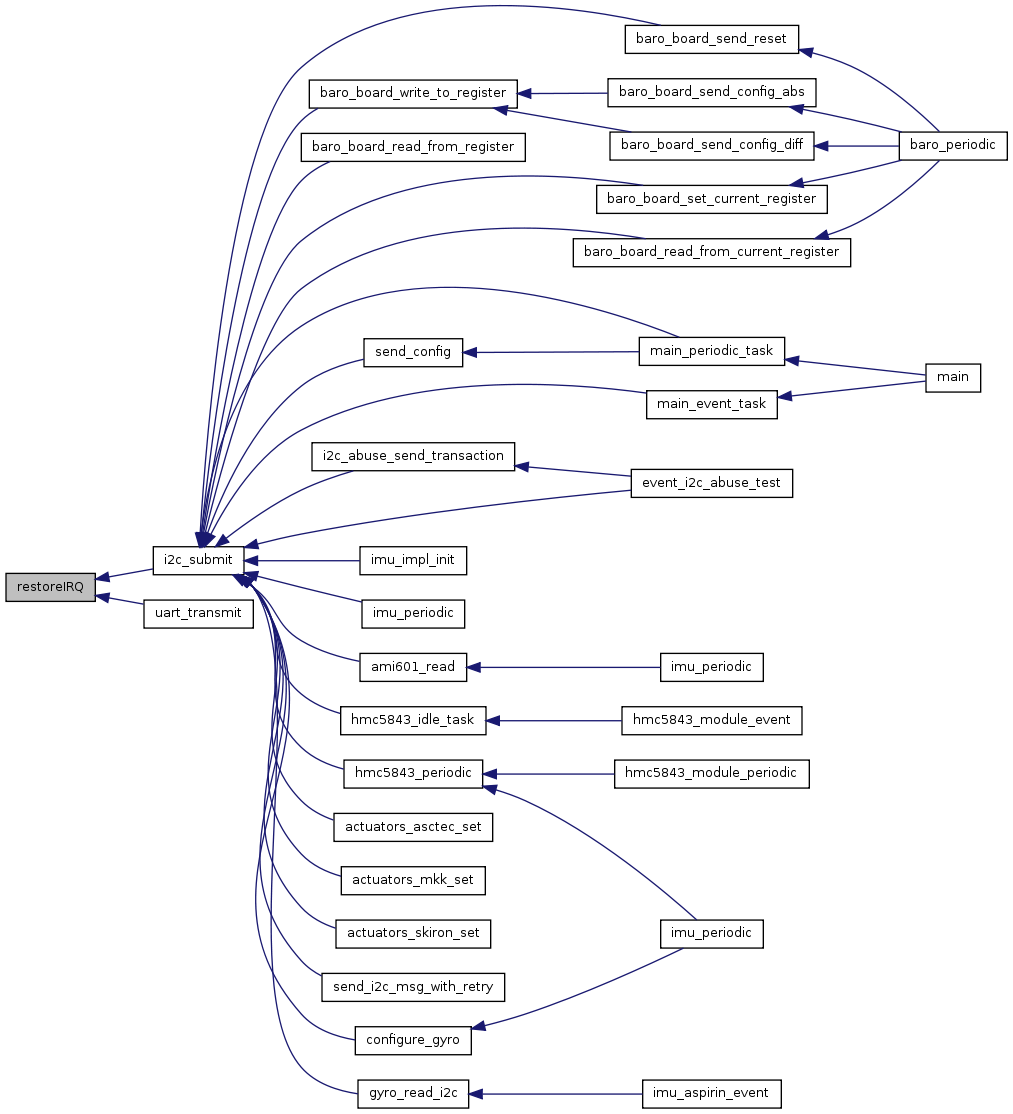 baro_board_send_reset
baro_board_write_to_register
baro_board_send_config_abs
baro_board_read_from_register
baro_board_send_config_diff
baro_periodic
baro_board_set_current_register
baro_board_read_from_current_register
send_config
main_periodic_task
main
main_event_task
i2c_abuse_send_transaction
event_i2c_abuse_test
i2c_submit
imu_impl_init
restoreIRQ
uart_transmit
imu_periodic
ami601_read
imu_periodic
hmc5843_idle_task
hmc5843_module_event
hmc5843_periodic
hmc5843_module_periodic
actuators_asctec_set
actuators_mkk_set
actuators_skiron_set
imu_periodic
send_i2c_msg_with_retry
configure_gyro
gyro_read_i2c
imu_aspirin_event